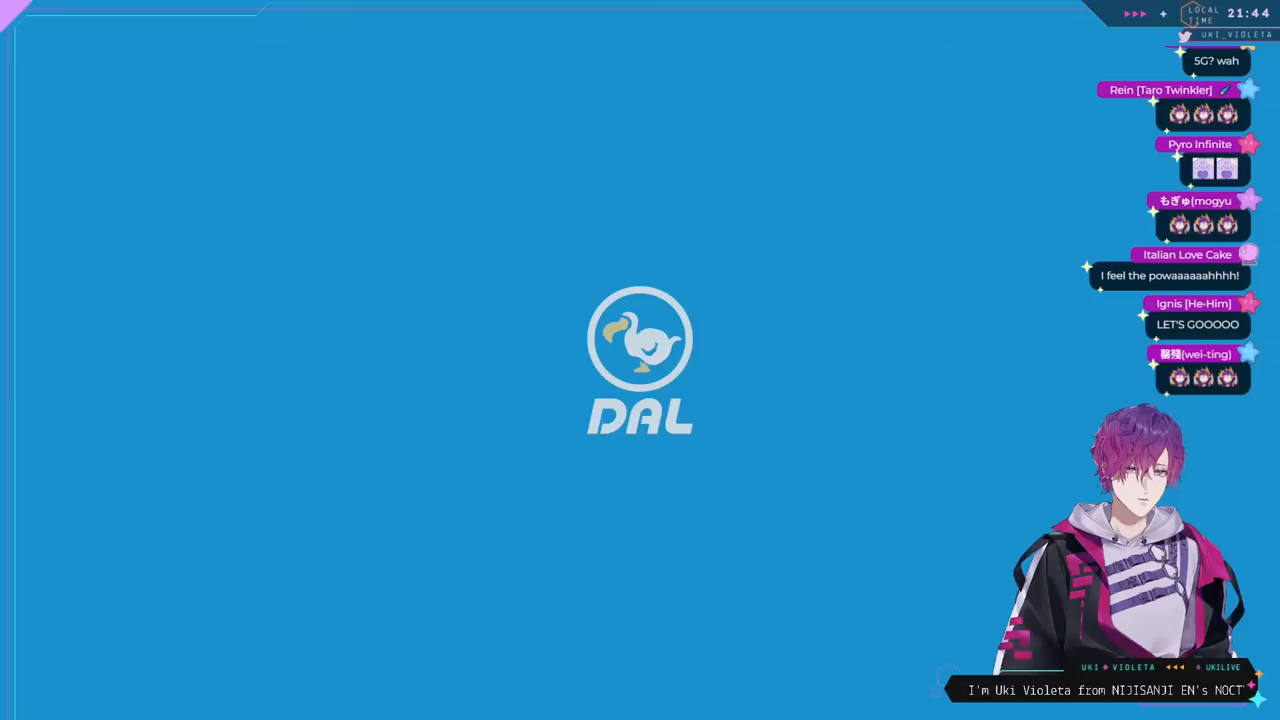 LOCAL
TIME
21:44
UKI_VIOLETA
5G? wah
Rein [Taro Twinkler]
Pyro Infinite
もぎゅ(mogyu
Italian Love Cake
I feel the powaaaaaahhhh!
Ignis [He-Him]
LET'S GOOOOO
(wei-ting)
DAL
UKI VIOLETA
UKILIVE
I'm Uki Violeta from NIJISANJI EN's NOCT